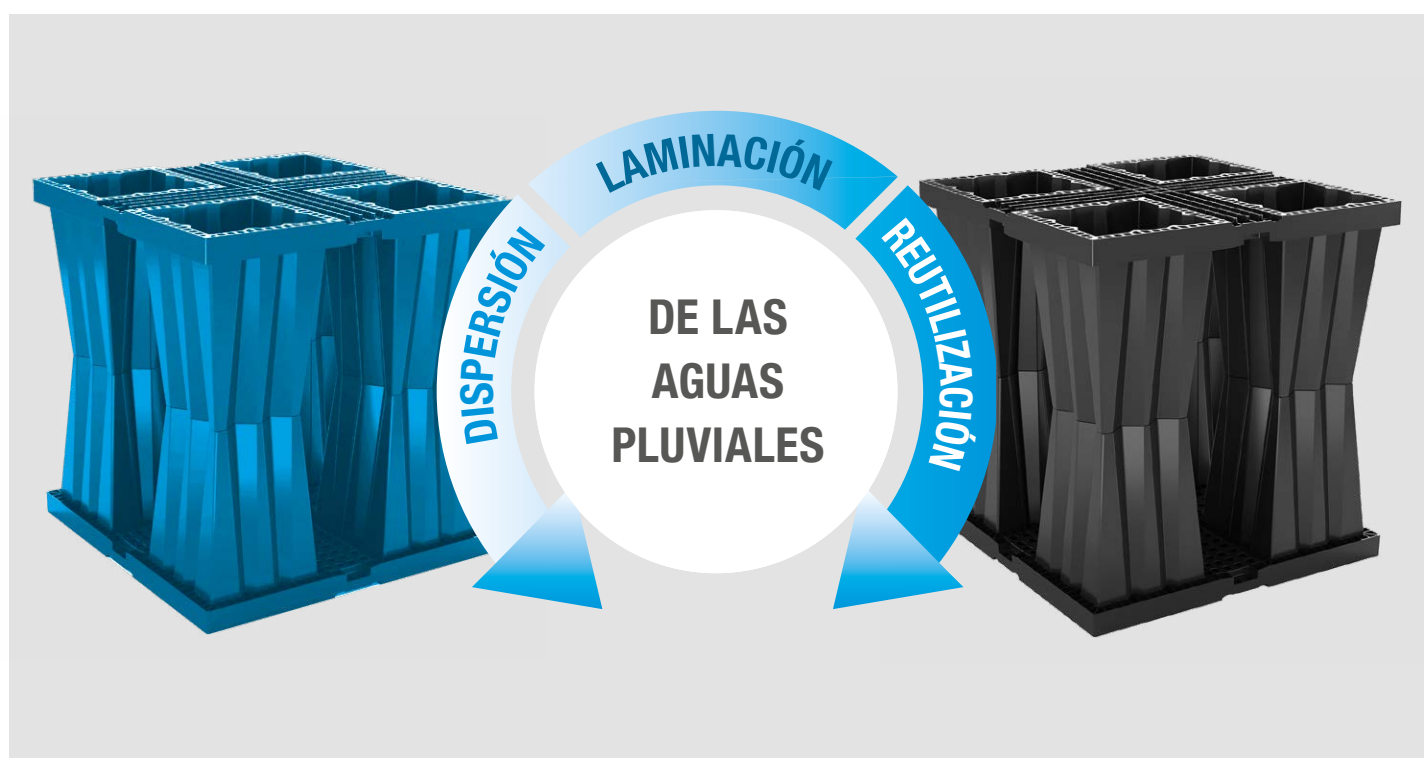 DISPERSIÓN
LAMINACIÓN
REUTILIZACIÓN
DE LAS
AGUAS
PLUVIALES